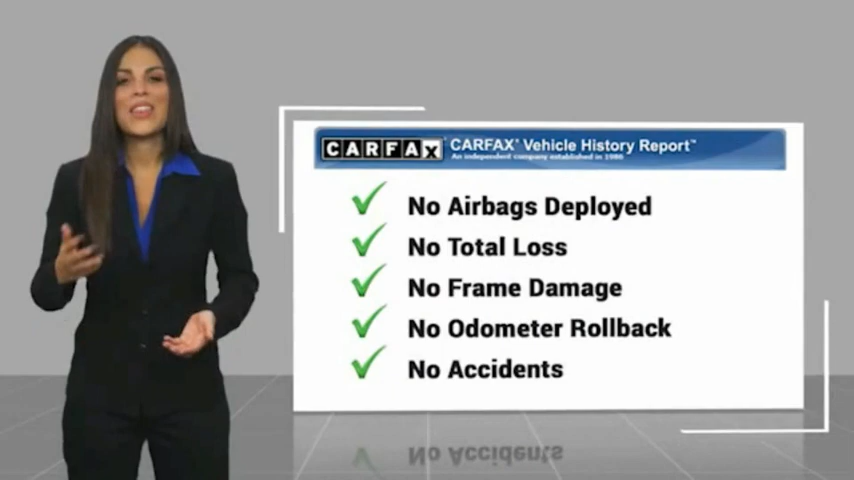 CARFAX CARFAX® Vehicle History Report™
An independent company established in 1986
No Airbags Deployed
No Total Loss
No Frame Damage
No Odometer Rollback
No Accidents
No Accidents